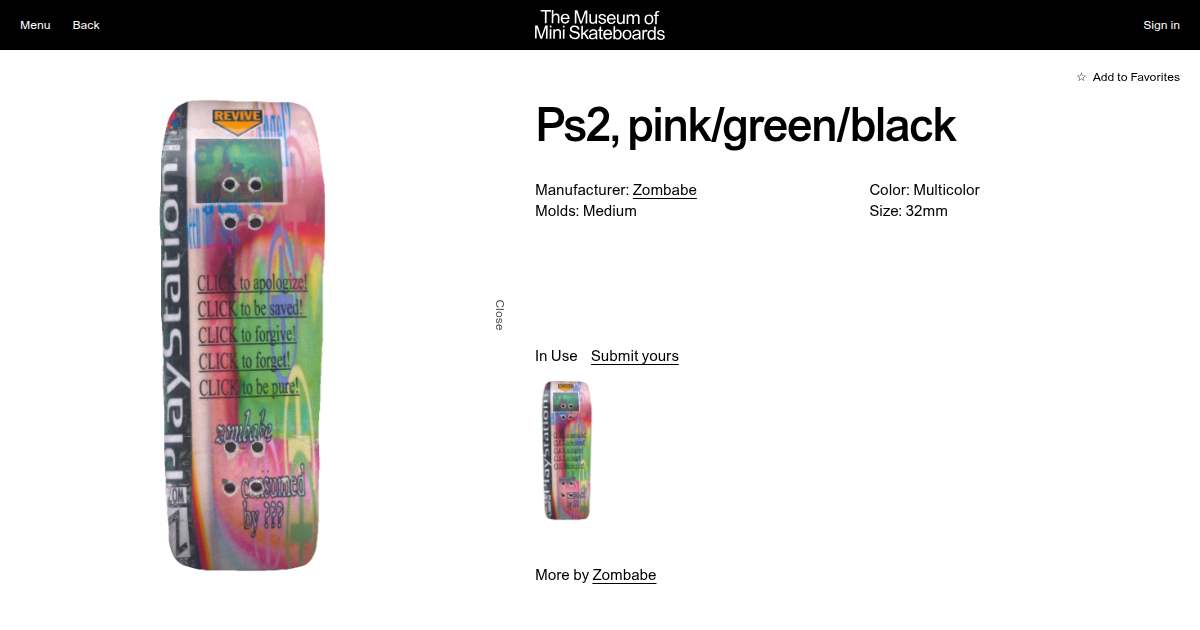 Menu
Back
The Museum of
Mini Skateboards
Sign in
☆ Add to Favorites
REVIVE
PlayStation
CLICK to apologize!
CLICK to be saved!
CLICK to forgive!
CLICK to forget!
CLICK to be pure!
zombabe
consumed
by ???
Close
Ps2, pink/green/black
Manufacturer: Zombabe
Molds: Medium
Color: Multicolor
Size: 32mm
In Use
Submit yours
More by Zombabe